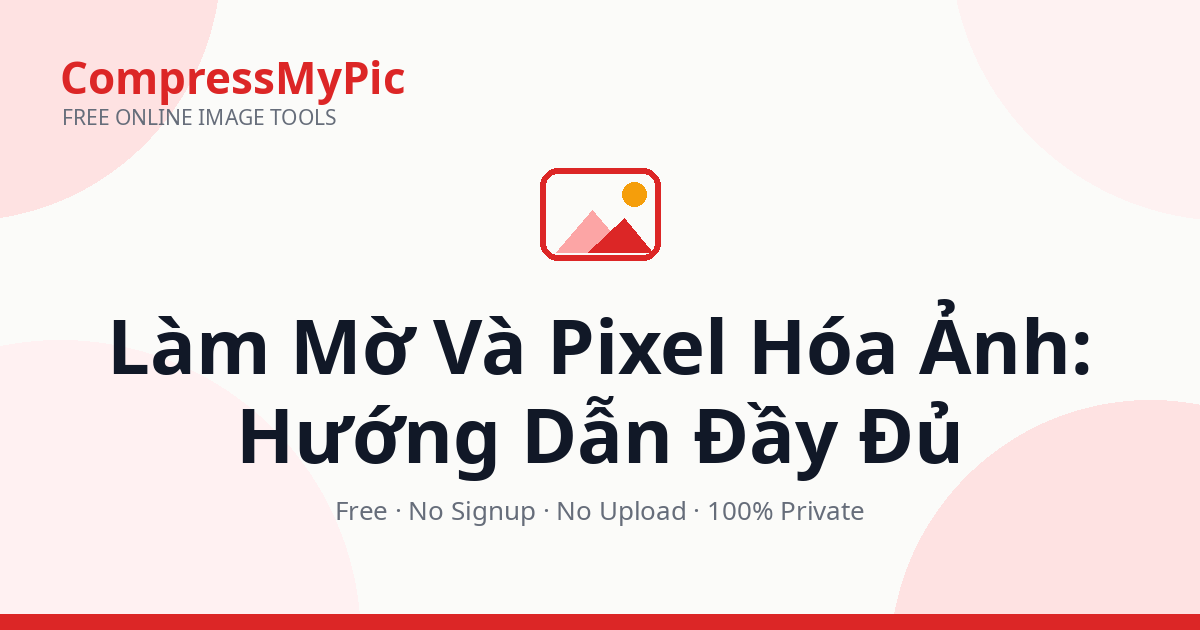 CompressMyPic
FREE ONLINE IMAGE TOOLS
Làm Mờ Và Pixel Hóa Ảnh:
Hướng Dẫn Đầy Đủ
Free · No Signup · No Upload · 100% Private